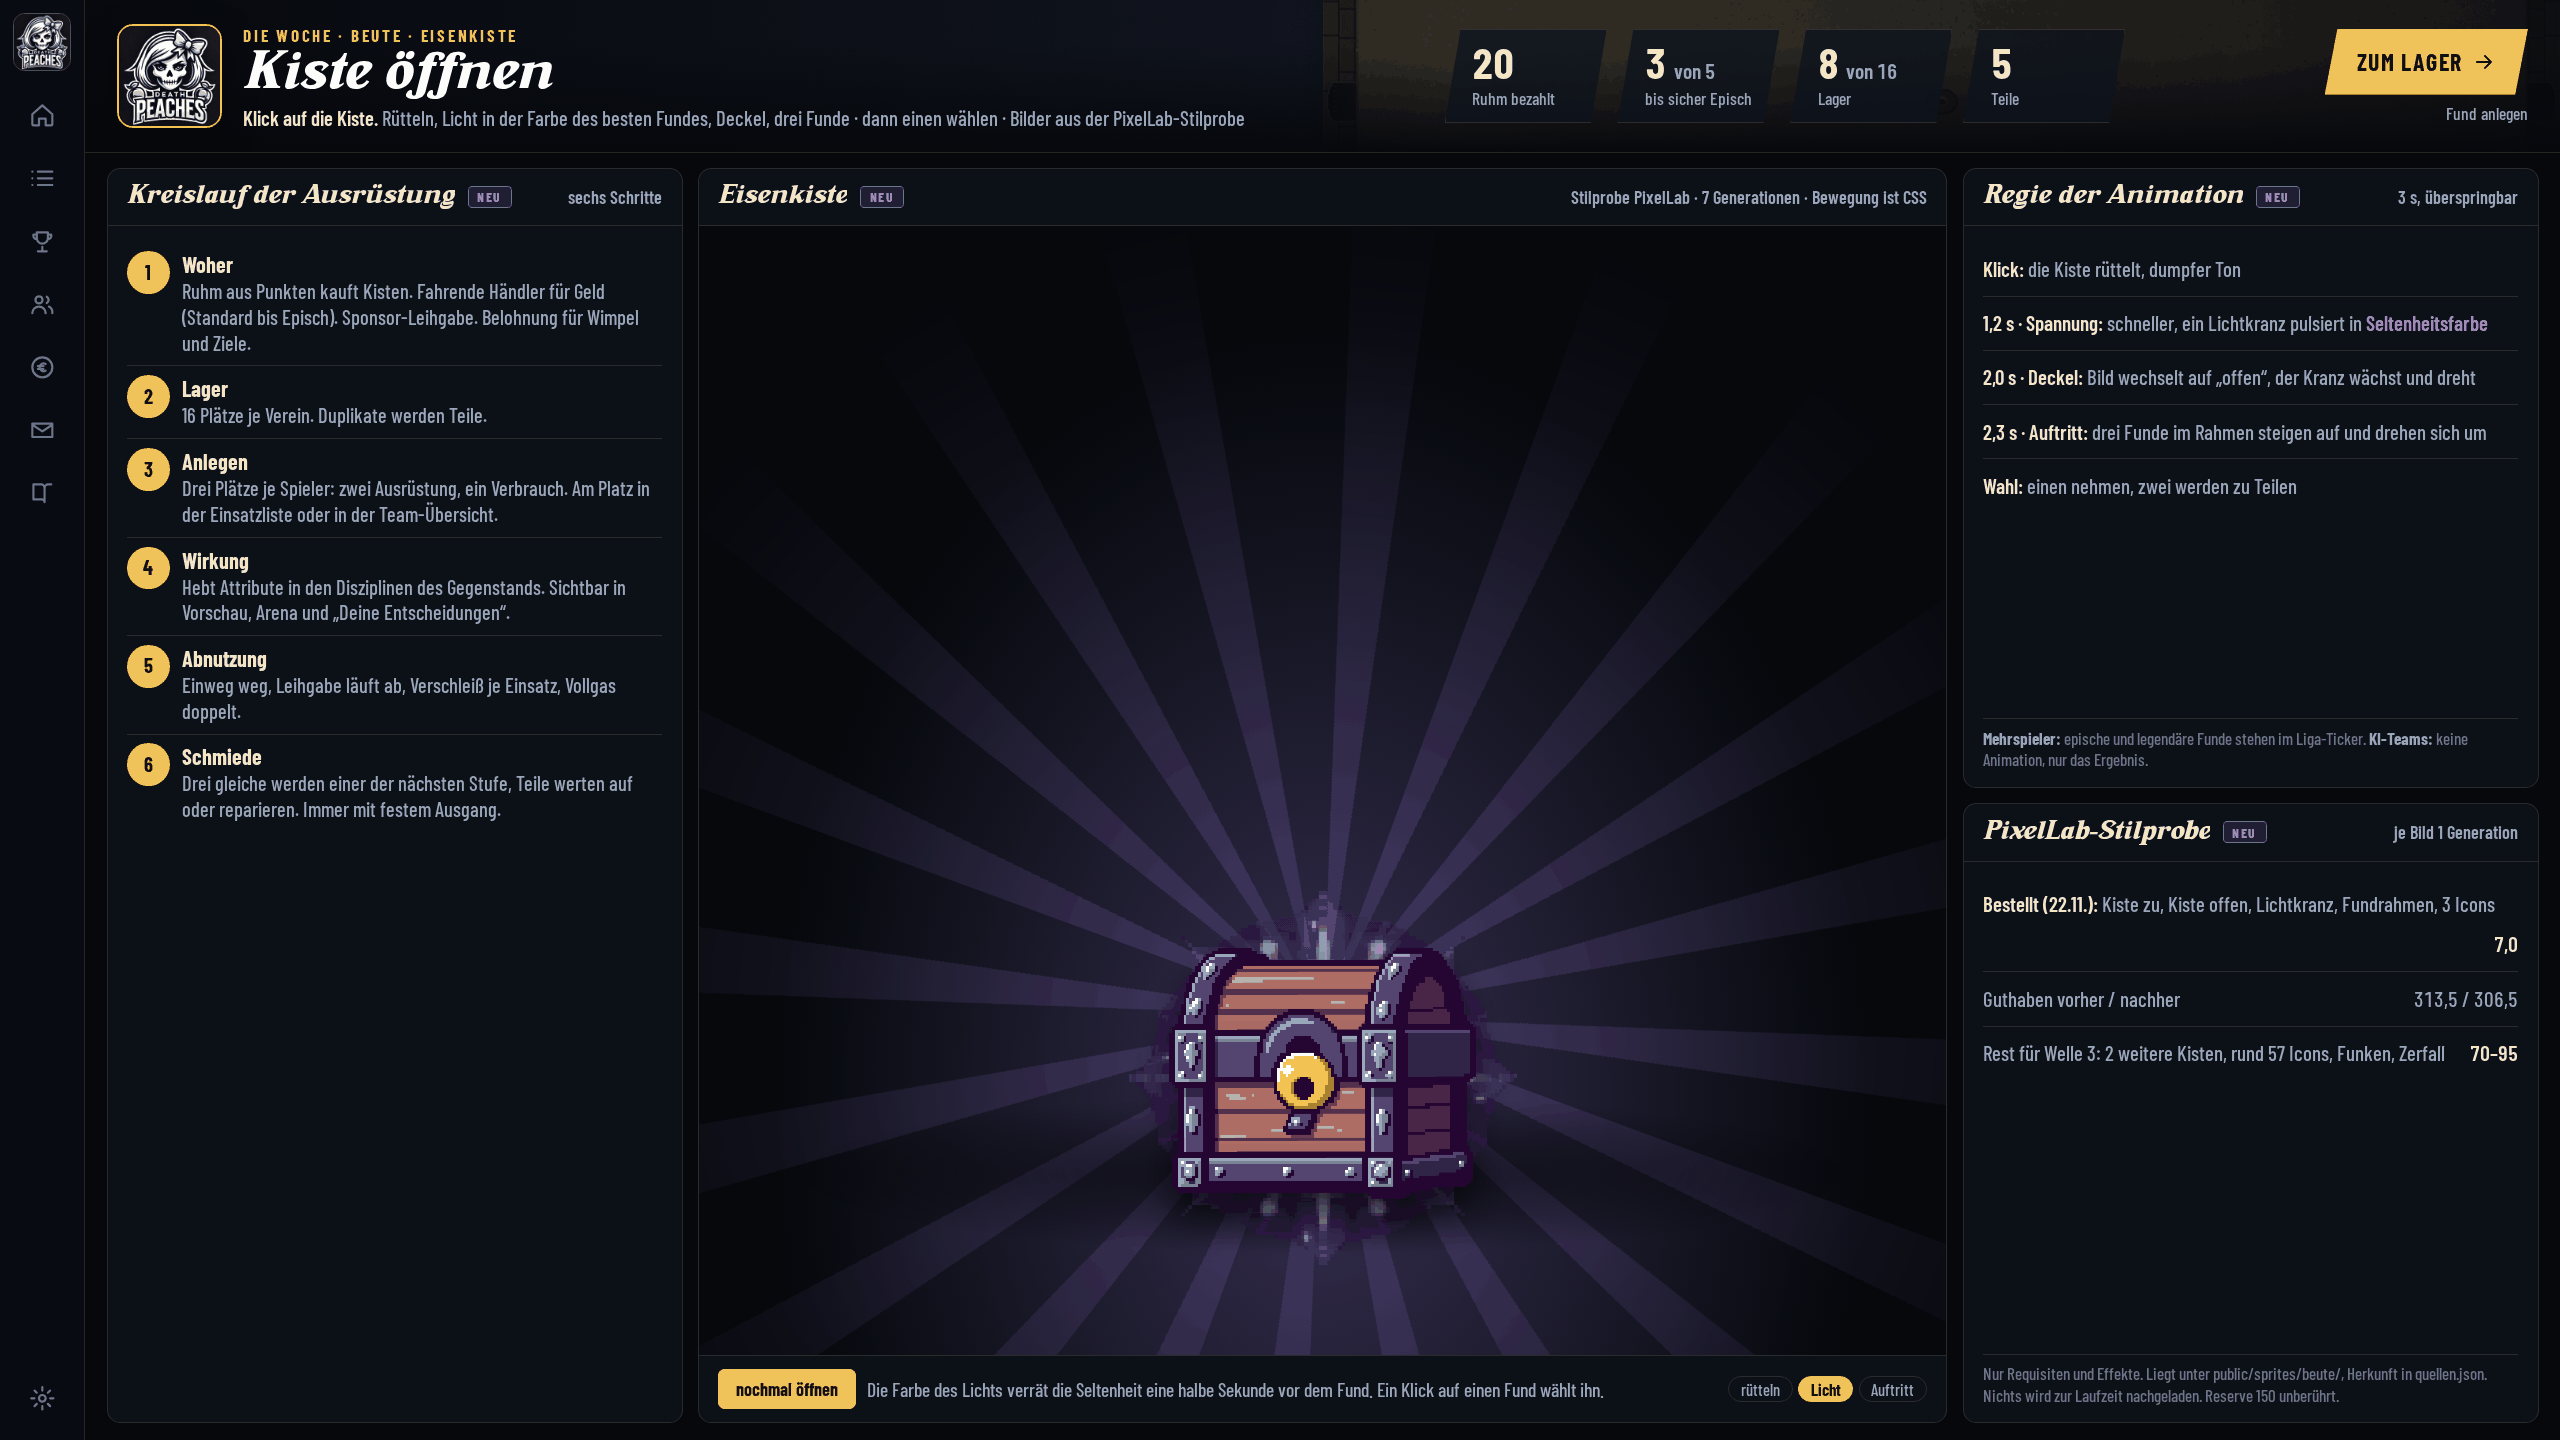 DEATH
PEACHES
DEATH
PEACHES
DIE WOCHE · BEUTE · EISENKISTE
Kiste öffnen
Klick auf die Kiste. Rütteln, Licht in der Farbe des besten Fundes, Deckel, drei Funde · dann einen wählen · Bilder aus der PixelLab-Stilprobe
20
Ruhm bezahlt
3 von 5
bis sicher Episch
8 von 16
Lager
5
Teile
ZUM LAGER →
Fund anlegen
Kreislauf der Ausrüstung NEU sechs Schritte
1 Woher
Ruhm aus Punkten kauft Kisten. Fahrende Händler für Geld
(Standard bis Episch). Sponsor-Leihgabe. Belohnung für Wimpel
und Ziele.
2 Lager
16 Plätze je Verein. Duplikate werden Teile.
3 Anlegen
Drei Plätze je Spieler: zwei Ausrüstung, ein Verbrauch. Am Platz in
der Einsatzliste oder in der Team-Übersicht.
4 Wirkung
Hebt Attribute in den Disziplinen des Gegenstands. Sichtbar in
Vorschau, Arena und „Deine Entscheidungen“.
5 Abnutzung
Einweg weg, Leihgabe läuft ab, Verschleiß je Einsatz, Vollgas
doppelt.
6 Schmiede
Drei gleiche werden einer der nächsten Stufe, Teile werten auf
oder reparieren. Immer mit festem Ausgang.
Eisenkiste NEU Stilprobe PixelLab · 7 Generationen · Bewegung ist CSS
nochmal öffnen Die Farbe des Lichts verrät die Seltenheit eine halbe Sekunde vor dem Fund. Ein Klick auf einen Fund wählt ihn. rütteln Licht Auftritt
Regie der Animation NEU 3 s, überspringbar
Klick: die Kiste rüttelt, dumpfer Ton
1,2 s · Spannung: schneller, ein Lichtkranz pulsiert in Seltenheitsfarbe
2,0 s · Deckel: Bild wechselt auf „offen“, der Kranz wächst und dreht
2,3 s · Auftritt: drei Funde im Rahmen steigen auf und drehen sich um
Wahl: einen nehmen, zwei werden zu Teilen
Mehrspieler: epische und legendäre Funde stehen im Liga-Ticker. KI-Teams: keine
Animation, nur das Ergebnis.
PixelLab-Stilprobe NEU je Bild 1 Generation
Bestellt (22.11.): Kiste zu, Kiste offen, Lichtkranz, Fundrahmen, 3 Icons
7,0
Guthaben vorher / nachher 313,5 / 306,5
Rest für Welle 3: 2 weitere Kisten, rund 57 Icons, Funken, Zerfall 70–95
Nur Requisiten und Effekte. Liegt unter public/sprites/beute/, Herkunft in quellen.json.
Nichts wird zur Laufzeit nachgeladen. Reserve 150 unberührt.